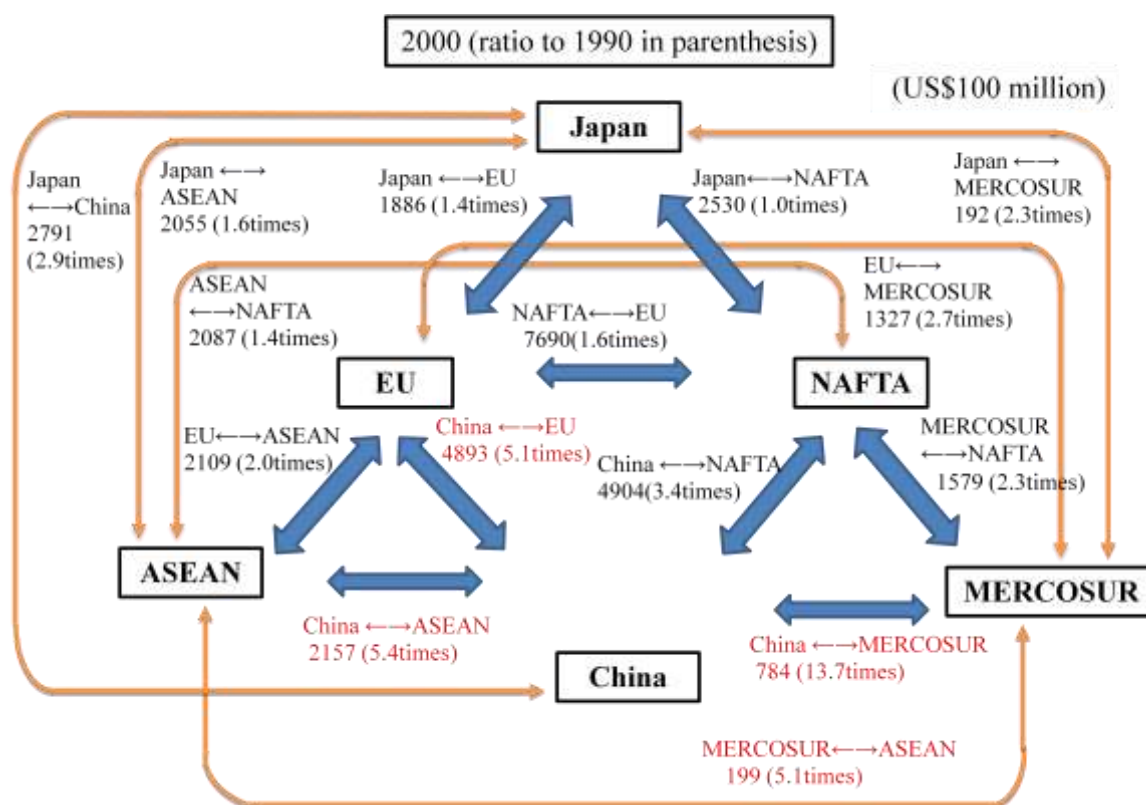 2000 (ratio to 1990 in parenthesis)
(US$100 million)
Japan
Japan
←→China
2791
(2.9times)
Japan ←→
ASEAN
2055 (1.6times)
Japan ←→EU
1886 (1.4times)
Japan←→NAFTA
2530 (1.0times)
Japan ←→
MERCOSUR
192 (2.3times)
ASEAN
←→NAFTA
2087 (1.4times)
NAFTA←→EU
7690(1.6times)
EU←→
MERCOSUR
1327 (2.7times)
EU
NAFTA
EU←→ASEAN
2109 (2.0times)
China ←→EU
4893 (5.1times)
China ←→NAFTA
4904(3.4times)
MERCOSUR
←→NAFTA
1579 (2.3times)
ASEAN
MERCOSUR
China ←→ASEAN
2157 (5.4times)
China
China ←→MERCOSUR
784 (13.7times)
MERCOSUR←→ASEAN
199 (5.1times)